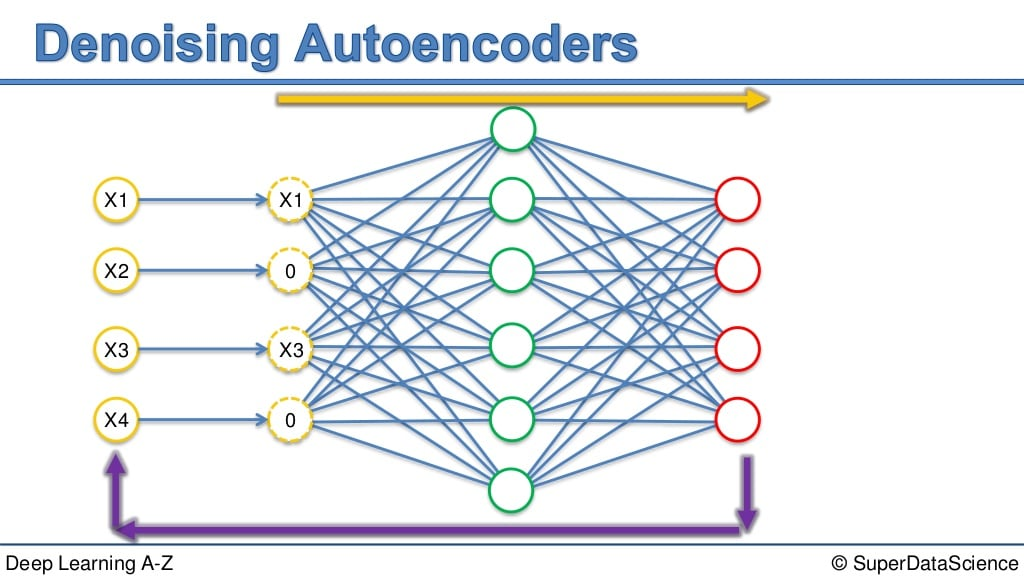 Denoising Autoencoders
X1 X1
X2 0
X3 X3
X4 0
Deep Learning A-Z
© SuperDataScience